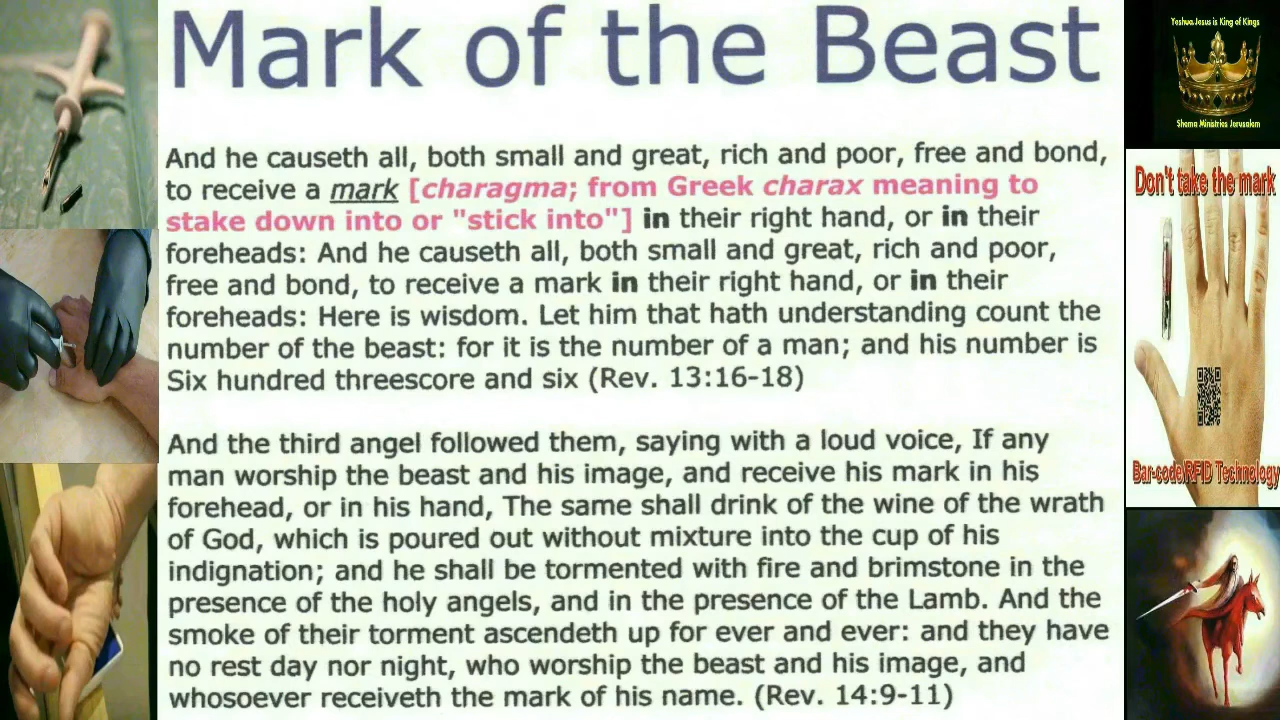 Mark of the Beast
And he causeth all, both small and great, rich and poor, free and bond,
to receive a mark [charagma; from Greek charax meaning to
stake down into or "stick into"] in their right hand, or in their
foreheads: And he causeth all, both small and great, rich and poor,
free and bond, to receive a mark in their right hand, or in their
foreheads: Here is wisdom. Let him that hath understanding count the
number of the beast: for it is the number of a man; and his number is
Six hundred threescore and six (Rev. 13:16-18)
And the third angel followed them, saying with a loud voice, If any
man worship the beast and his image, and receive his mark in his
forehead, or in his hand, The same shall drink of the wine of the wrath
of God, which is poured out without mixture into the cup of his
indignation; and he shall be tormented with fire and brimstone in the
presence of the holy angels, and in the presence of the Lamb. And the
smoke of their torment ascendeth up for ever and ever: and they have
no rest day nor night, who worship the beast and his image, and
whosoever receiveth the mark of his name. (Rev. 14:9-11)
Yeshua Jesus is King of Kings
Shema Ministries Jerusalem
Don't take the mark
Bar-code/RFID Technology